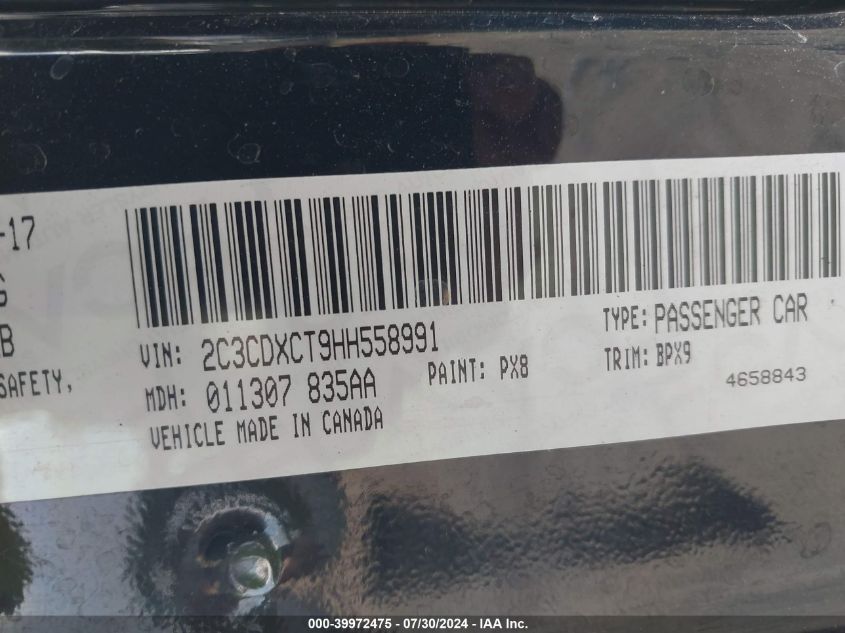 -17
B
SAFETY,
VIN: 2C3CDXCT9HH558991
TYPE: PASSENGER CAR
MDH: 011307 835AA
PAINT: PX8
TRIM: BPX9
4658843
VEHICLE MADE IN CANADA
000-39972475 - 07/30/2024 - IAA Inc.